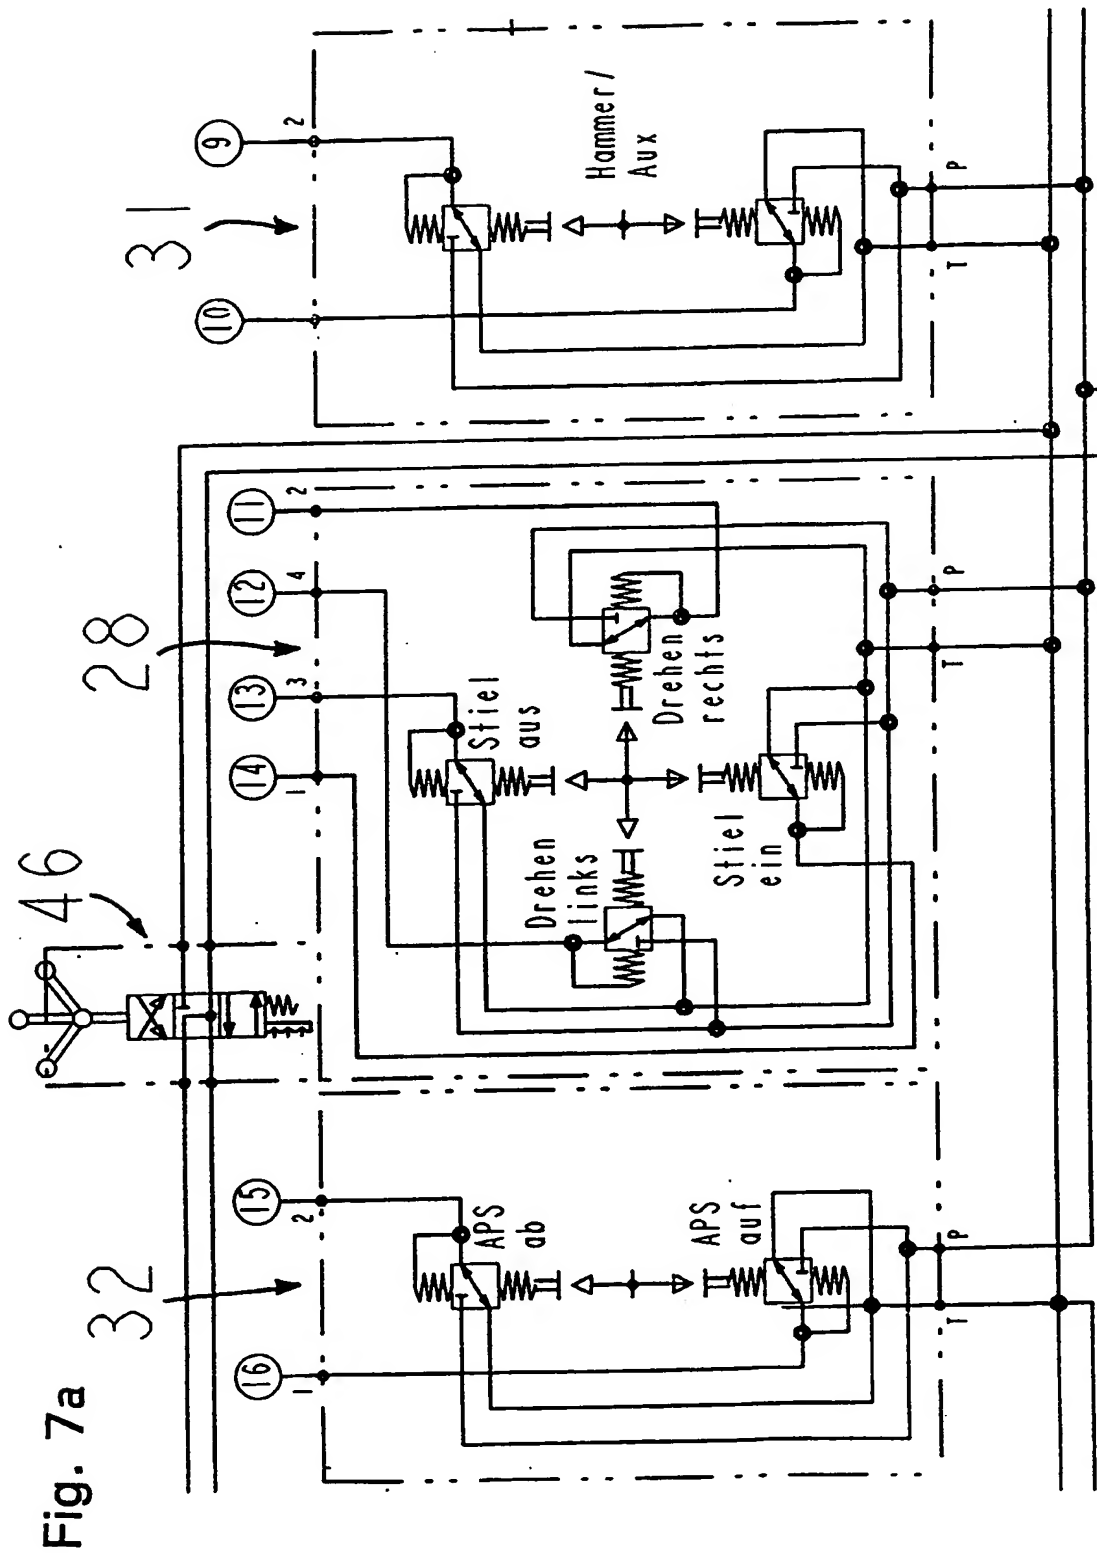 Fig. 7a
32
46
28
31
16
15
14
13
12
11
10
9
1
2
1
3
4
2
2
APS
ab
APS
auf
Drehen
links
Stiel
aus
Stiel
ein
Drehen
rechts
Hammer/
Aux
T
P
T
P
T
P